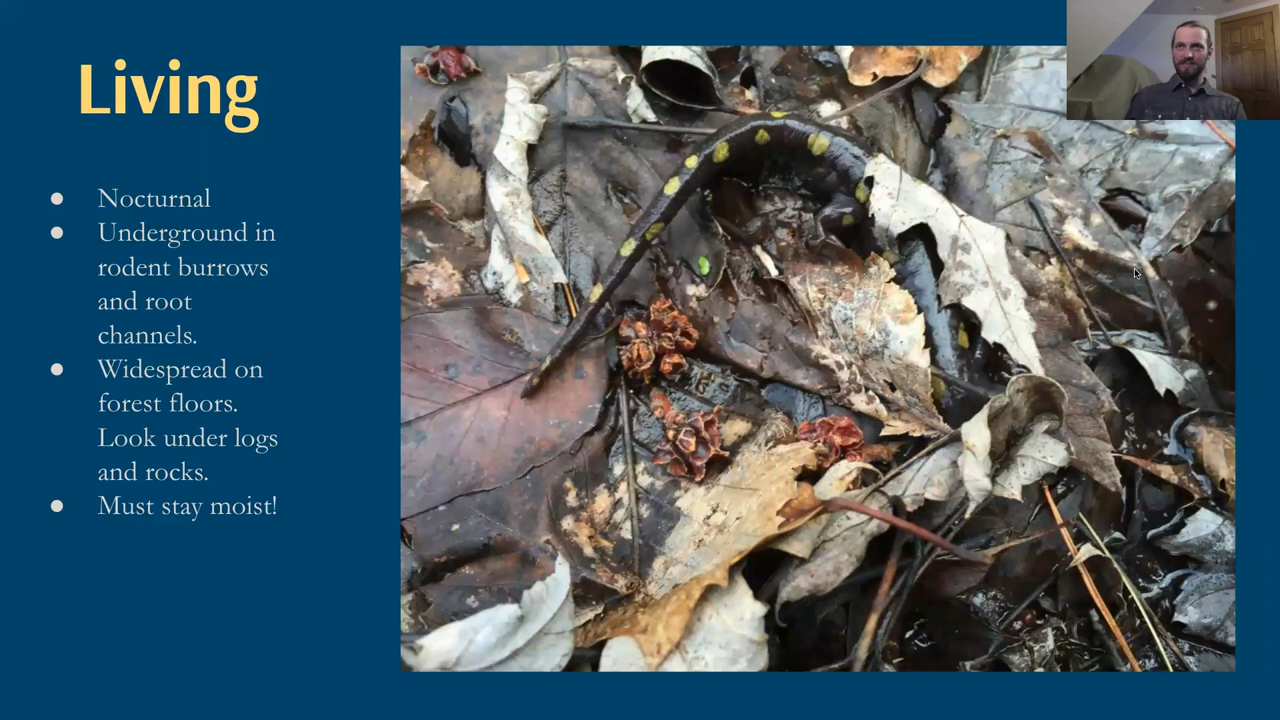 Living
● Nocturnal
● Underground in
rodent burrows
and root
channels.
● Widespread on
forest floors.
Look under logs
and rocks.
● Must stay moist!